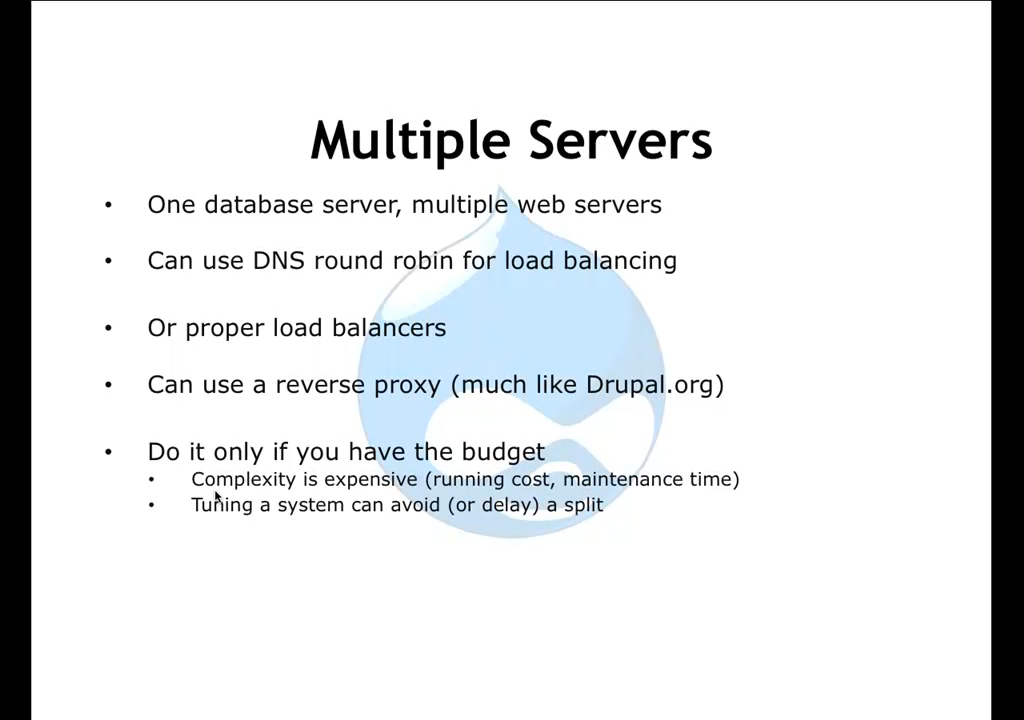 Multiple Servers
• One database server, multiple web servers
• Can use DNS round robin for load balancing
• Or proper load balancers
• Can use a reverse proxy (much like Drupal.org)
• Do it only if you have the budget
• Complexity is expensive (running cost, maintenance time)
• Tuning a system can avoid (or delay) a split